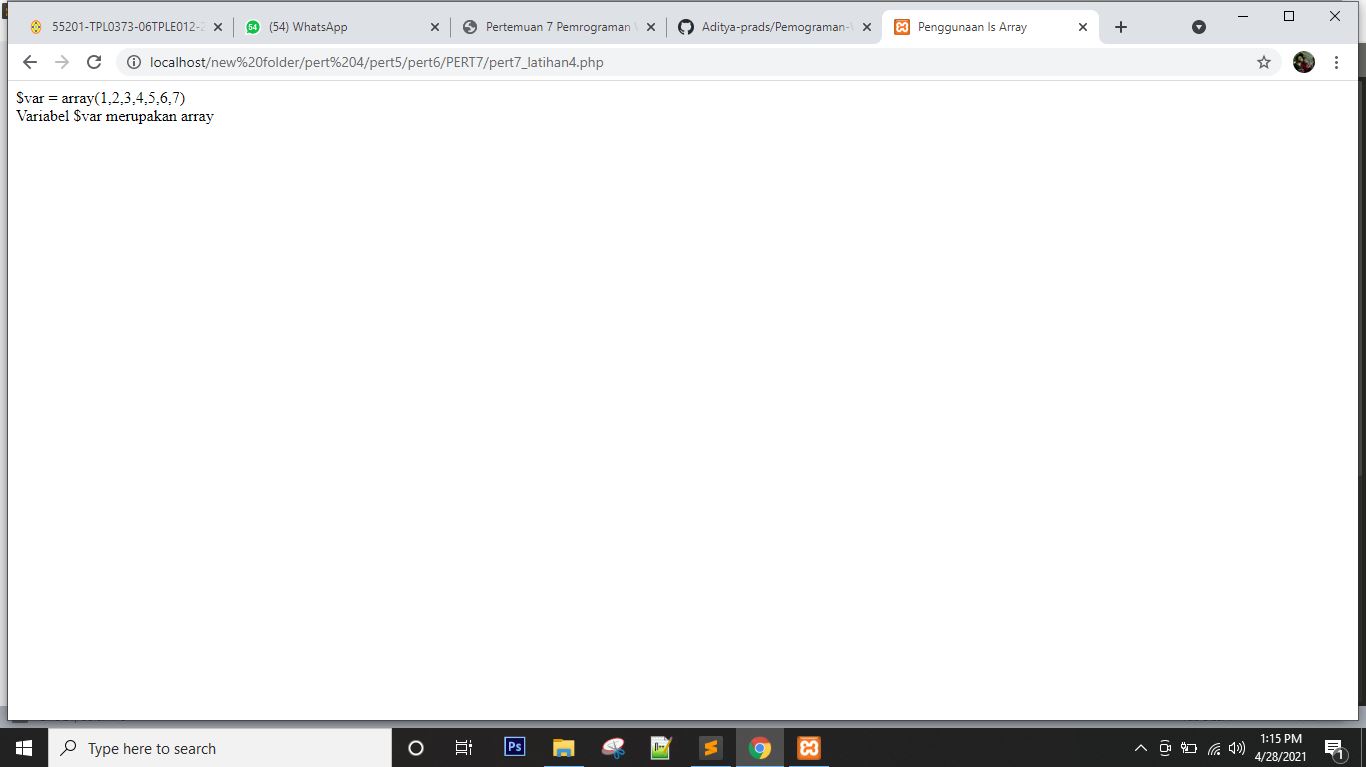 55201-TPL0373-06TPLE012-2
(54) WhatsApp
Pertemuan 7 Pemrograman
Aditya-prads/Pemograman-
Penggunaan Is Array
localhost/new%20folder/pert%204/pert5/pert6/PERT7/pert7_latihan4.php
$var = array(1,2,3,4,5,6,7)
Variabel $var merupakan array
Type here to search
Ps
1:15 PM
4/28/2021
1